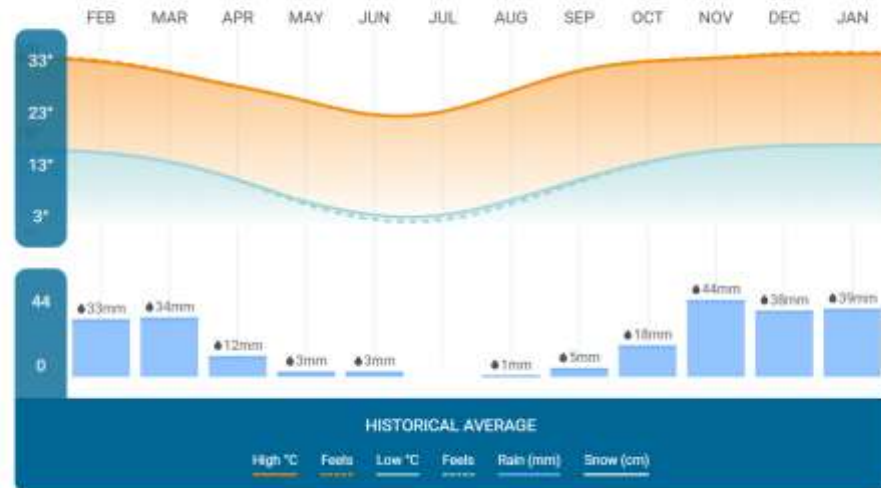 FEB MAR APR MAY JUN JUL AUG SEP OCT NOV DEC JAN
33°
23°
13°
3°
44
0
33mm 34mm 12mm 3mm 3mm 1mm 5mm 18mm 44mm 38mm 39mm
HISTORICAL AVERAGE
High °C Feels Low °C Feels Rain (mm) Snow (cm)